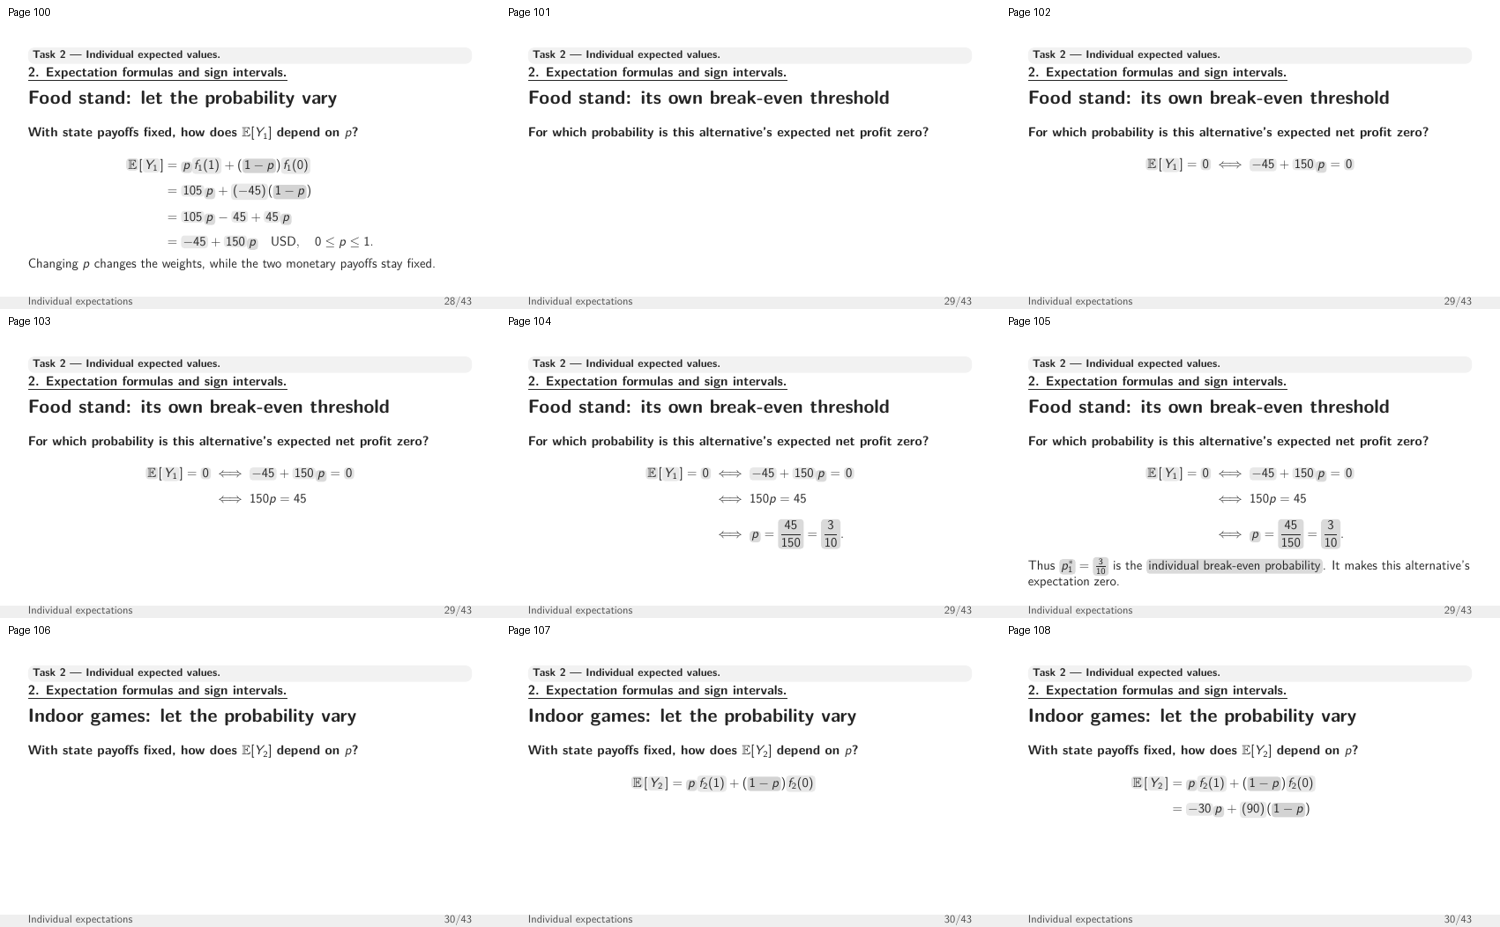 Page 100
Task 2 — Individual expected values.
2. Expectation formulas and sign intervals.
Food stand: let the probability vary
With state payoffs fixed, how does 𝔼[Y₁] depend on p?
𝔼[Y₁] = p f₁(1) + (1 − p) f₁(0)
= 105 p + (−45)(1 − p)
= 105 p − 45 + 45 p
= −45 + 150 p USD, 0 ≤ p ≤ 1.
Changing p changes the weights, while the two monetary payoffs stay fixed.
Individual expectations 28/43
Page 101
Task 2 — Individual expected values.
2. Expectation formulas and sign intervals.
Food stand: its own break-even threshold
For which probability is this alternative's expected net profit zero?
Individual expectations 29/43
Page 102
Task 2 — Individual expected values.
2. Expectation formulas and sign intervals.
Food stand: its own break-even threshold
For which probability is this alternative's expected net profit zero?
𝔼[Y₁] = 0 ⟺ −45 + 150 p = 0
Individual expectations 29/43
Page 103
Task 2 — Individual expected values.
2. Expectation formulas and sign intervals.
Food stand: its own break-even threshold
For which probability is this alternative's expected net profit zero?
𝔼[Y₁] = 0 ⟺ −45 + 150 p = 0
⟺ 150p = 45
Individual expectations 29/43
Page 104
Task 2 — Individual expected values.
2. Expectation formulas and sign intervals.
Food stand: its own break-even threshold
For which probability is this alternative's expected net profit zero?
𝔼[Y₁] = 0 ⟺ −45 + 150 p = 0
⟺ 150p = 45
⟺ p = 45/150 = 3/10.
Individual expectations 29/43
Page 105
Task 2 — Individual expected values.
2. Expectation formulas and sign intervals.
Food stand: its own break-even threshold
For which probability is this alternative's expected net profit zero?
𝔼[Y₁] = 0 ⟺ −45 + 150 p = 0
⟺ 150p = 45
⟺ p = 45/150 = 3/10.
Thus p₁* = 3/10 is the individual break-even probability. It makes this alternative's
expectation zero.
Individual expectations 29/43
Page 106
Task 2 — Individual expected values.
2. Expectation formulas and sign intervals.
Indoor games: let the probability vary
With state payoffs fixed, how does 𝔼[Y₂] depend on p?
Individual expectations 30/43
Page 107
Task 2 — Individual expected values.
2. Expectation formulas and sign intervals.
Indoor games: let the probability vary
With state payoffs fixed, how does 𝔼[Y₂] depend on p?
𝔼[Y₂] = p f₂(1) + (1 − p) f₂(0)
Individual expectations 30/43
Page 108
Task 2 — Individual expected values.
2. Expectation formulas and sign intervals.
Indoor games: let the probability vary
With state payoffs fixed, how does 𝔼[Y₂] depend on p?
𝔼[Y₂] = p f₂(1) + (1 − p) f₂(0)
= −30 p + (90)(1 − p)
Individual expectations 30/43